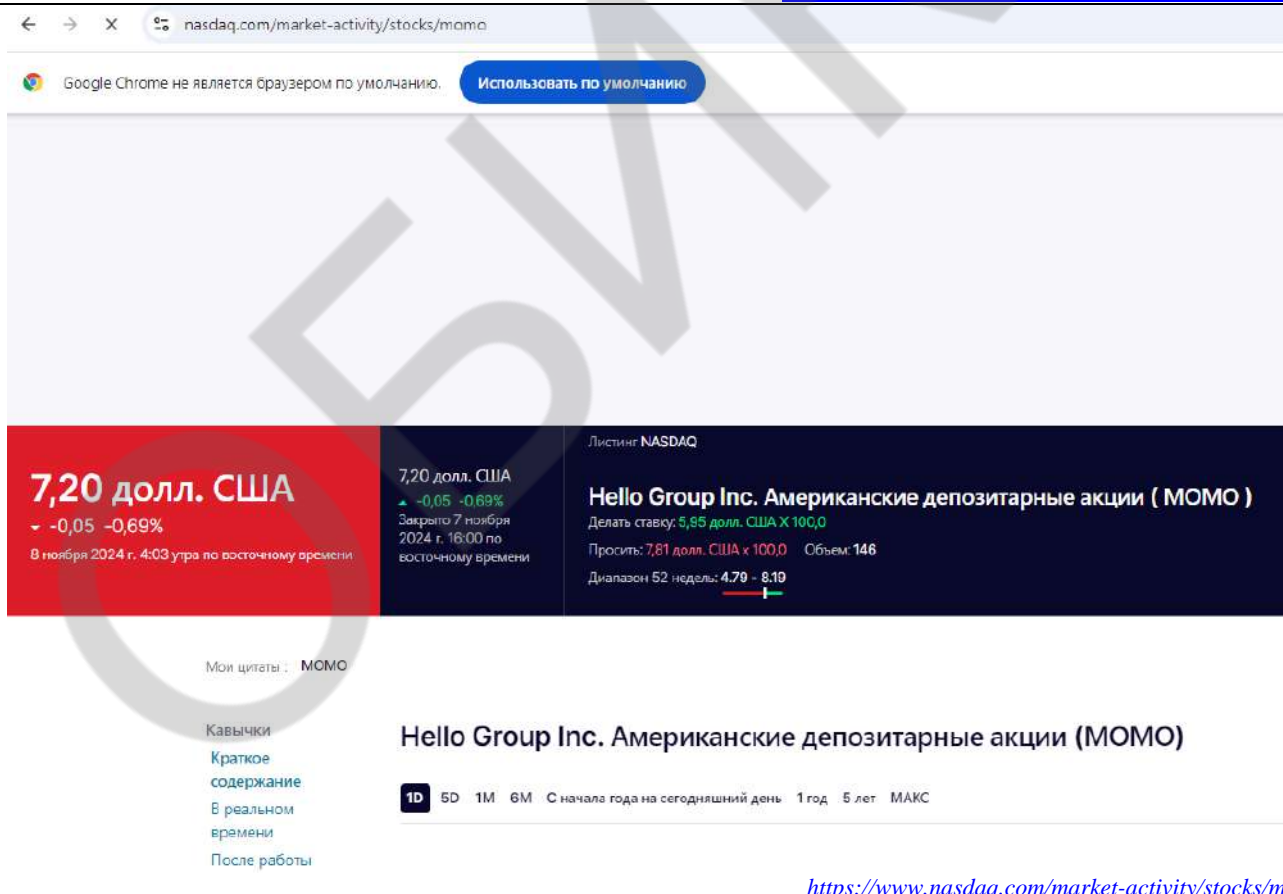 nasdaq.com/market-activity/stocks/momo
Google Chrome не является браузером по умолчанию. Использовать по умолчанию
Листинг NASDAQ
7,20 долл. США
-0,05 -0,69%
8 ноября 2024 г. 4:03 утра по восточному времени
7,20 долл. США
-0,05 -0,69%
Закрыто 7 ноября
2024 г. 16:00 по
восточному времени
Hello Group Inc. Американские депозитарные акции ( MOMO )
Делать ставку: 5,95 долл. США X 100,0
Просить: 7,81 долл. США x 100,0 Объем: 146
Диапазон 52 недель: 4.79 - 8.19
Мои цитаты : MOMO
Кавычки
Краткое
содержание
В реальном
времени
После работы
Hello Group Inc. Американские депозитарные акции (MOMO)
1D 5D 1M 6M С начала года на сегодняшний день 1 год 5 лет МАКС
https://www.nasdaq.com/market-activity/stocks/m